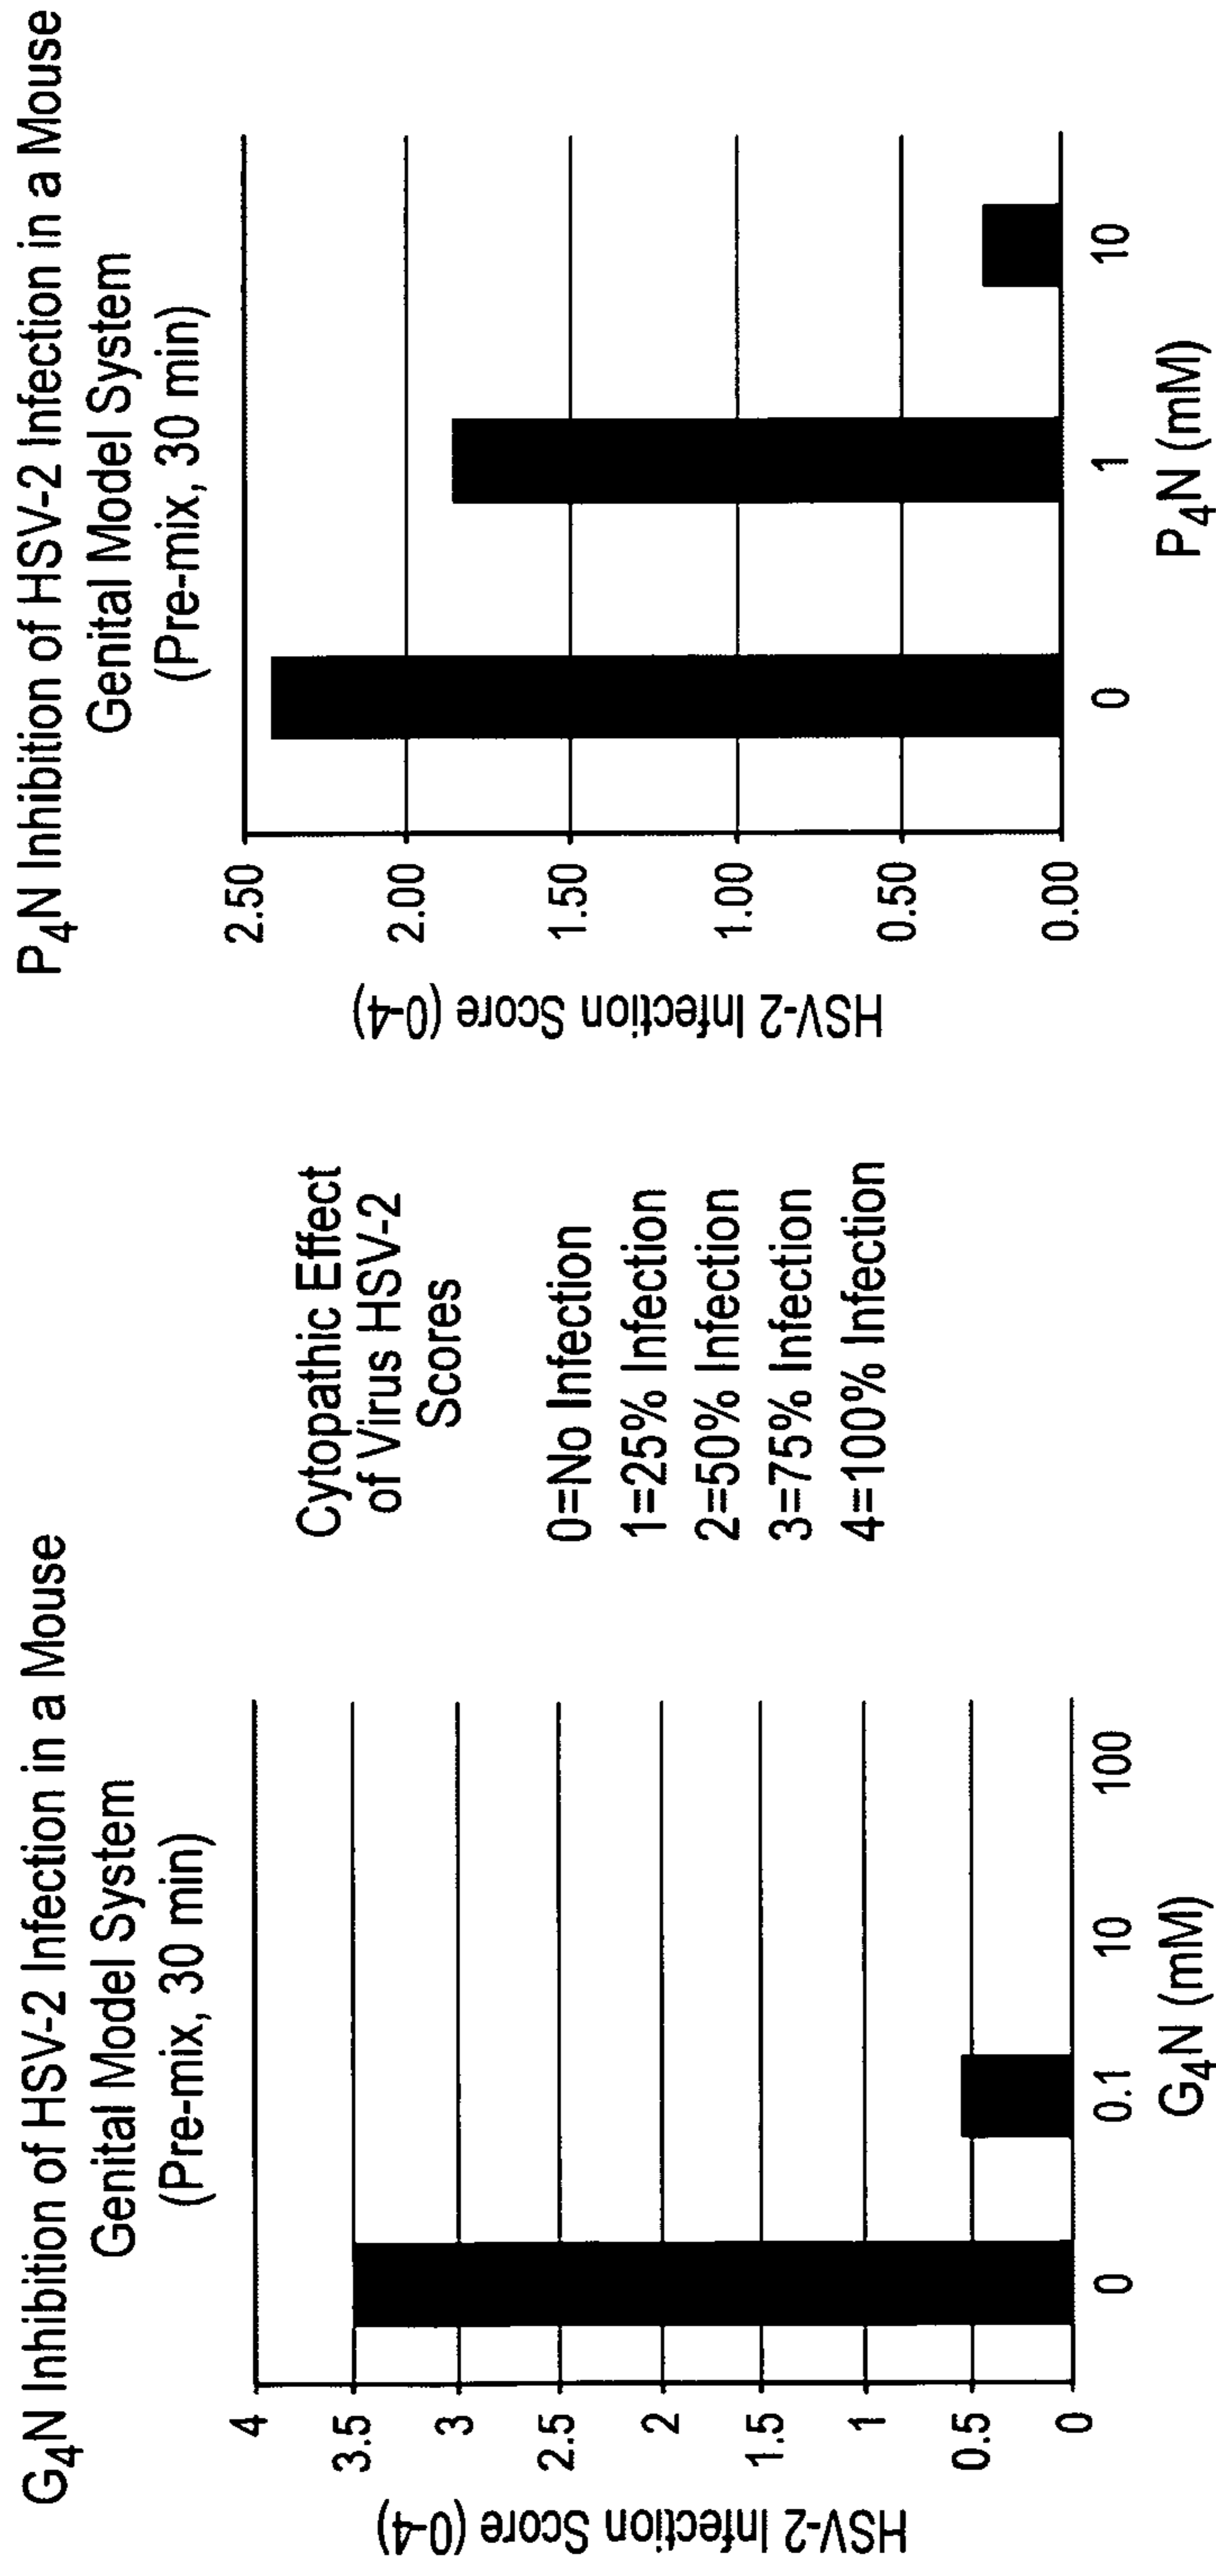 G4N Inhibition of HSV-2 Infection in a Mouse
Genital Model System
(Pre-mix, 30 min)
4
3.5
3
2.5
2
1.5
1
0.5
0
HSV-2 Infection Score (0-4)
0 0.1 10 100
G4N (mM)
Cytopathic Effect
of Virus HSV-2
Scores
0=No Infection
1=25% Infection
2=50% Infection
3=75% Infection
4=100% Infection
P4N Inhibition of HSV-2 Infection in a Mouse
Genital Model System
(Pre-mix, 30 min)
2.50
2.00
1.50
1.00
0.50
0.00
HSV-2 Infection Score (0-4)
0 1 10
P4N (mM)